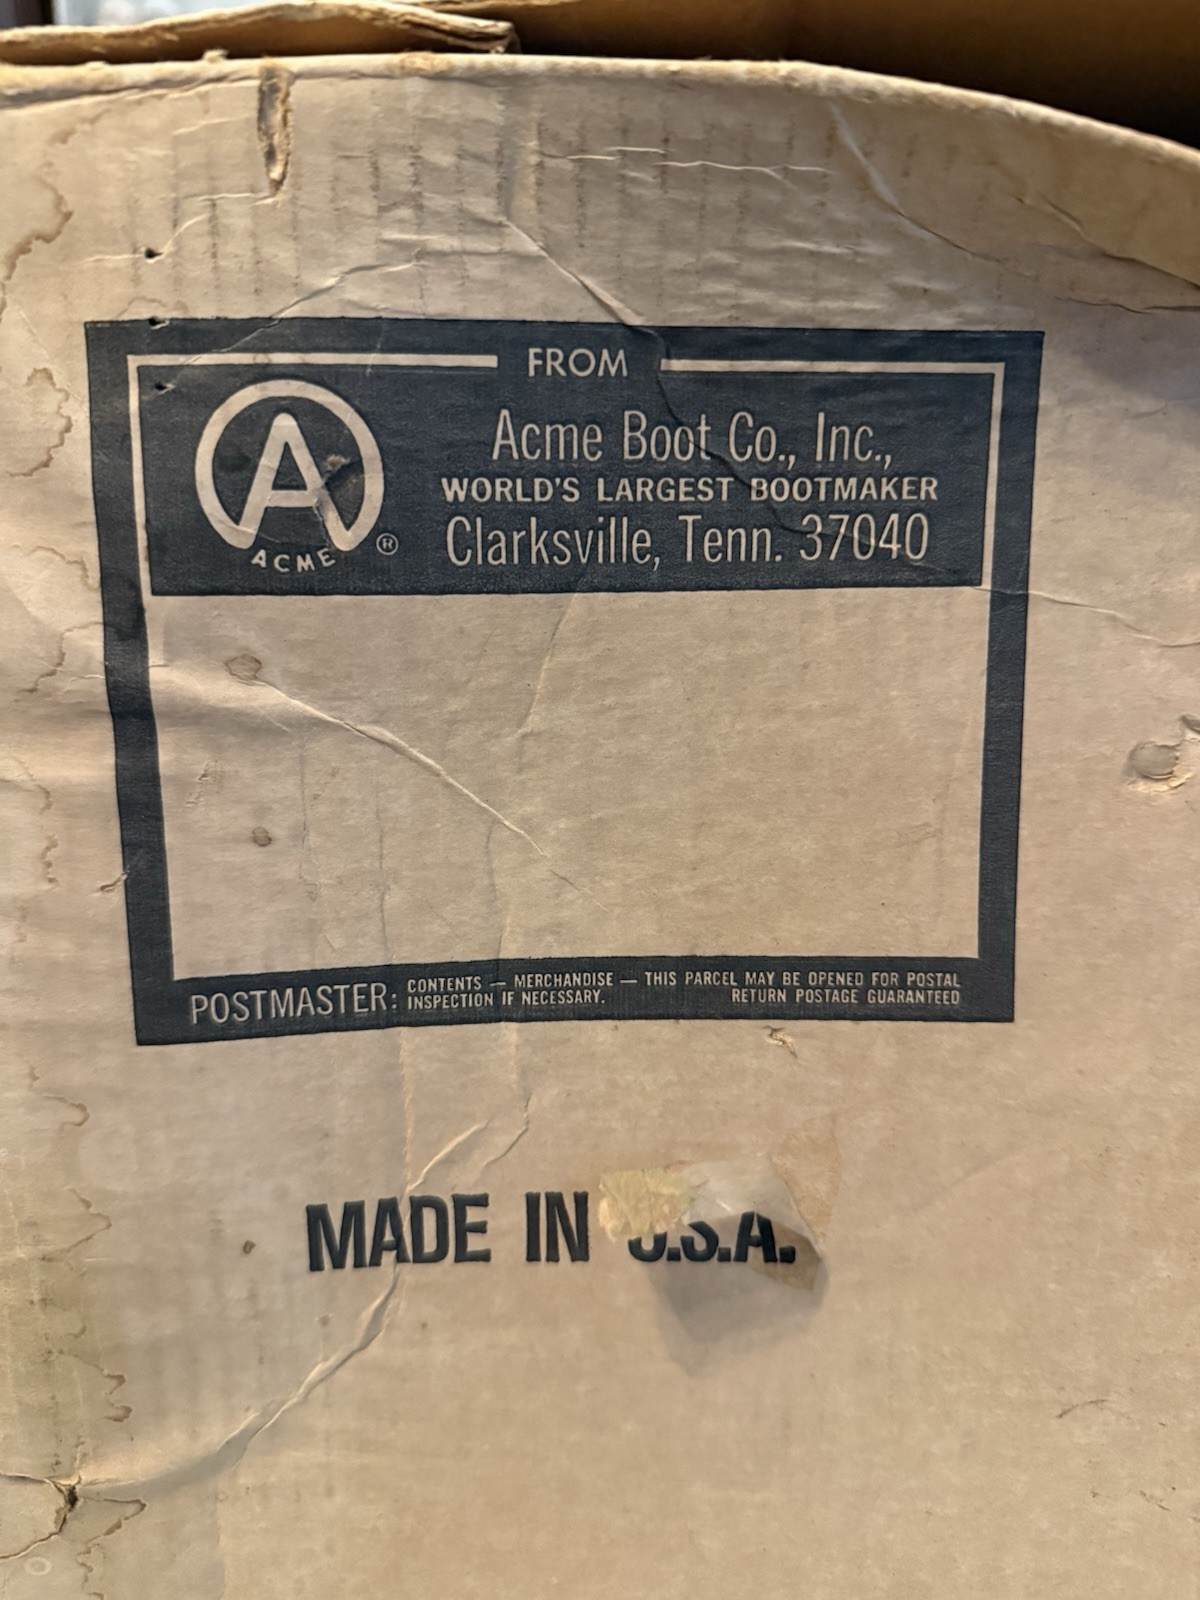 FROM
A
ACME ®
Acme Boot Co., Inc.,
WORLD'S LARGEST BOOTMAKER
Clarksville, Tenn. 37040
POSTMASTER: CONTENTS — MERCHANDISE — THIS PARCEL MAY BE OPENED FOR POSTAL
INSPECTION IF NECESSARY. RETURN POSTAGE GUARANTEED
MADE IN U.S.A.